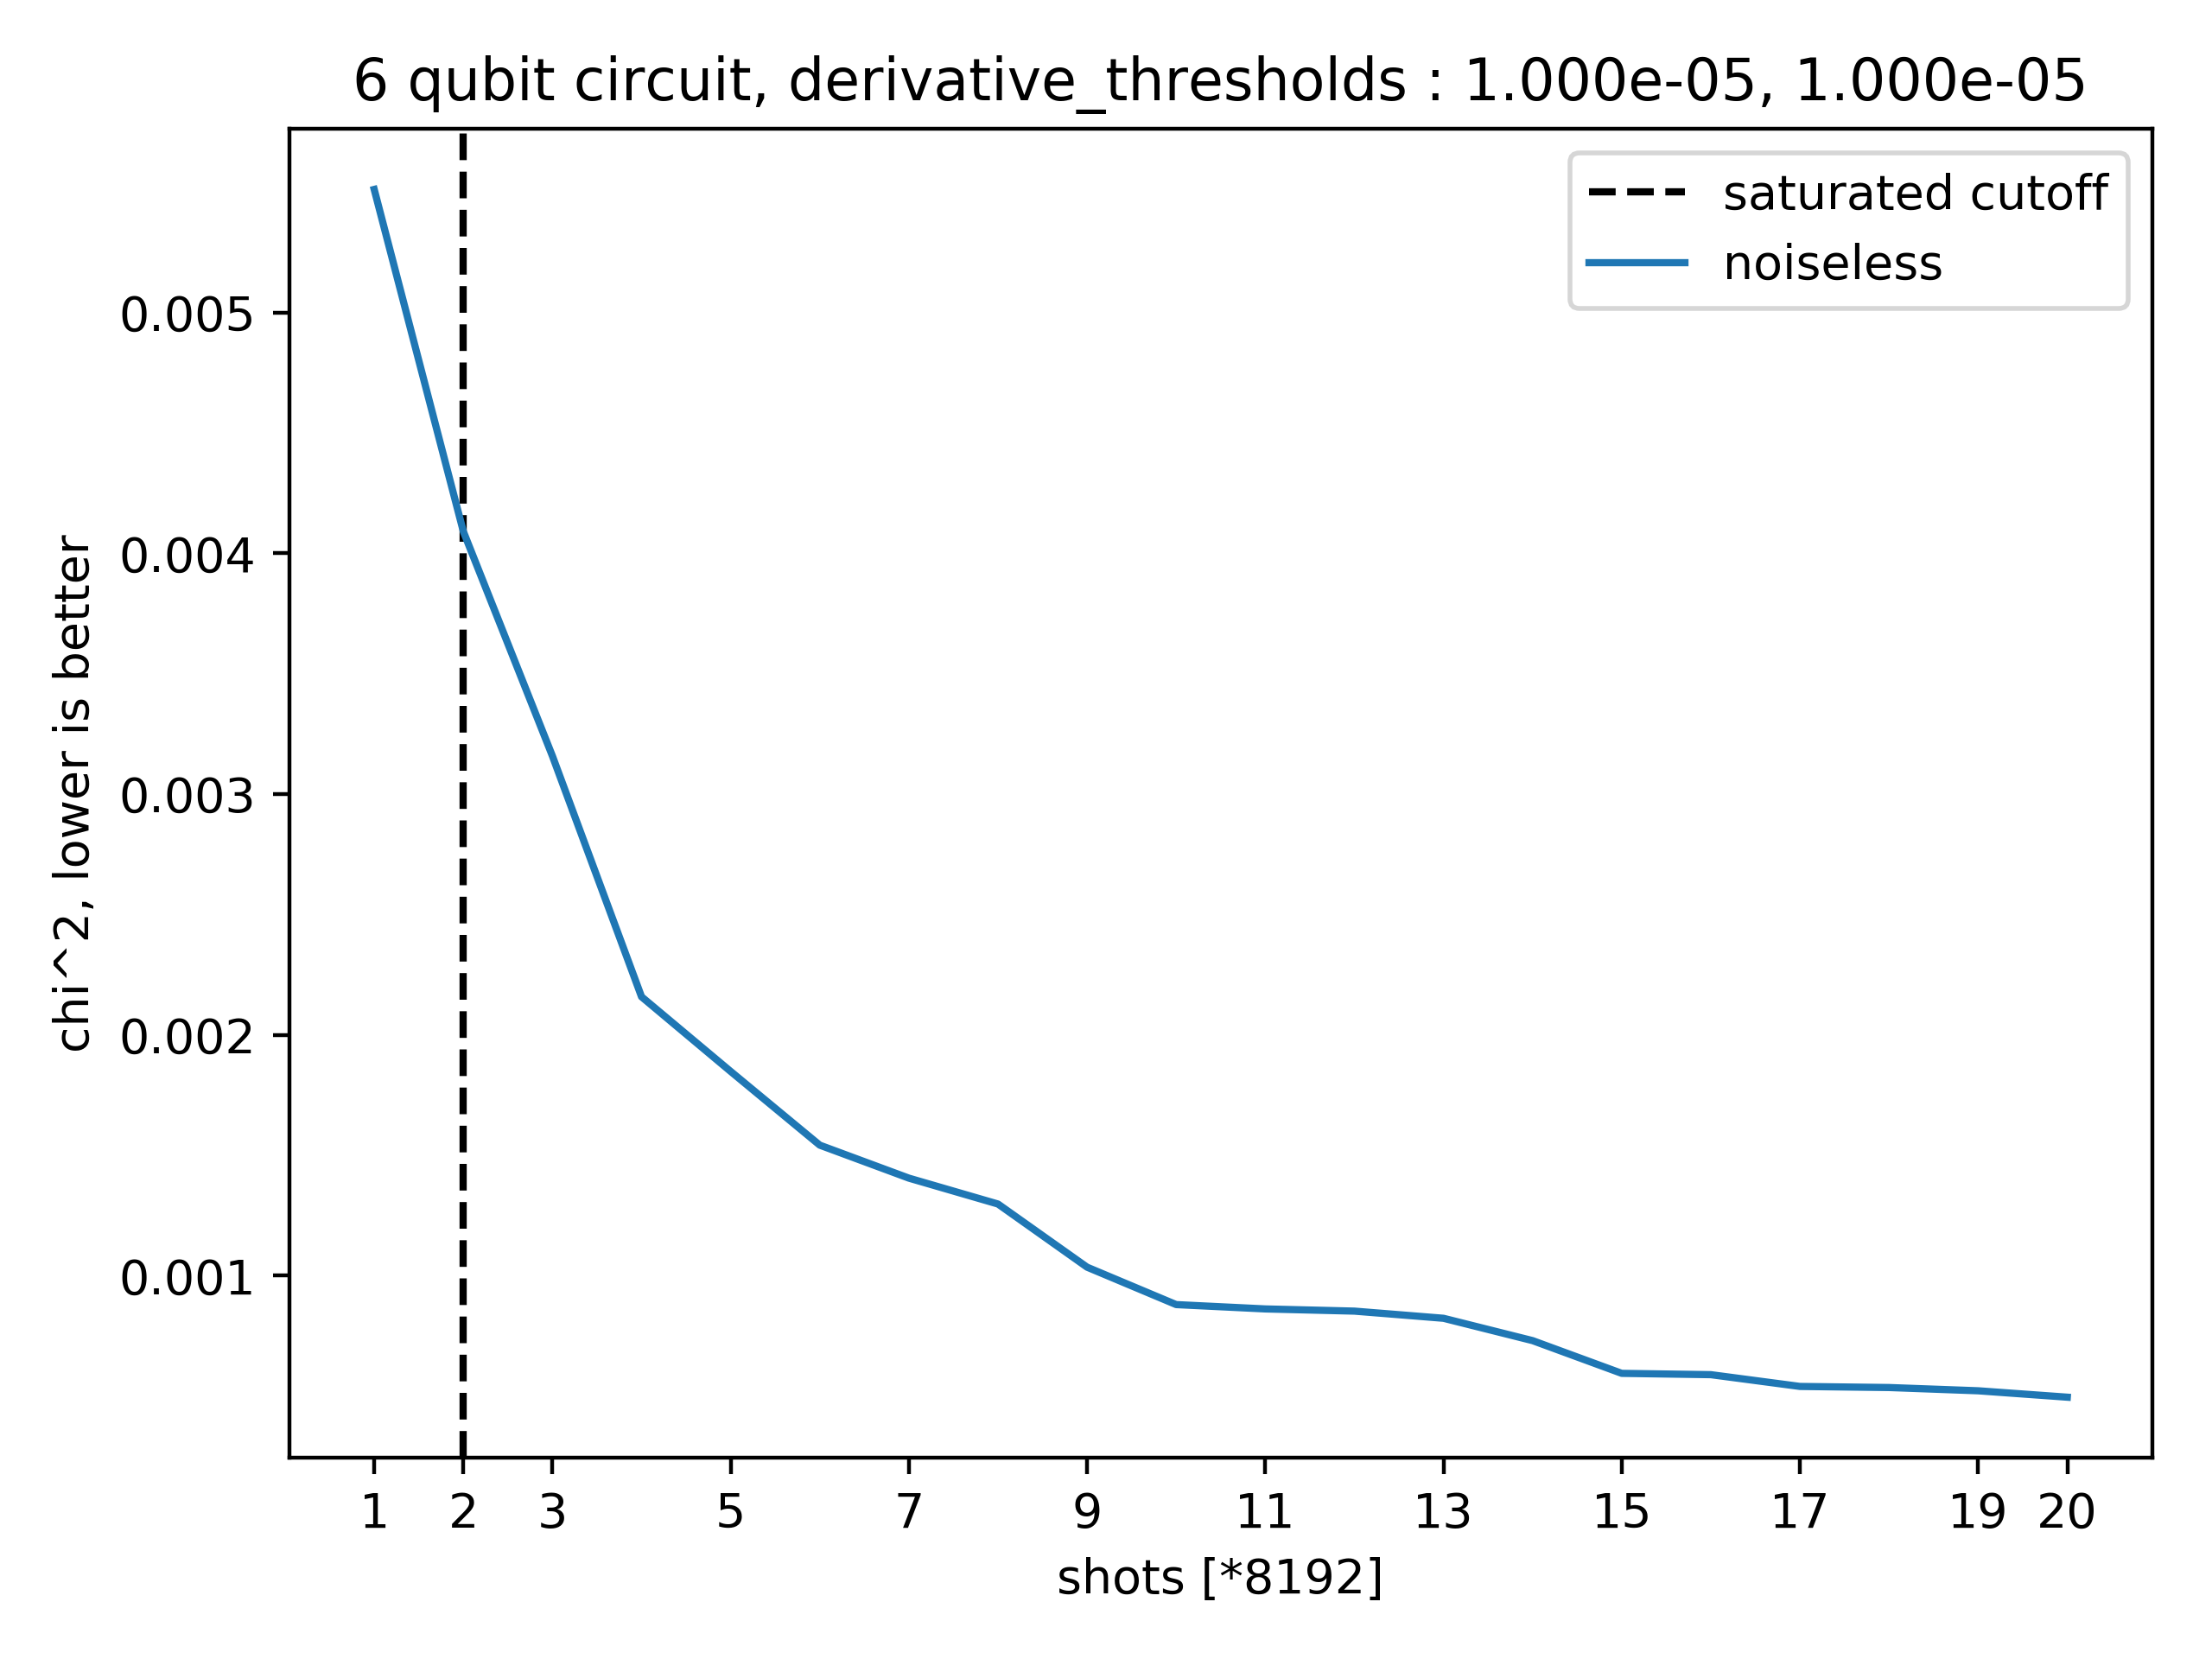 6 qubit circuit, derivative_thresholds : 1.000e-05, 1.000e-05
saturated cutoff
noiseless
chi^2, lower is better
0.005
0.004
0.003
0.002
0.001
1 2 3 5 7 9 11 13 15 17 19 20
shots [*8192]